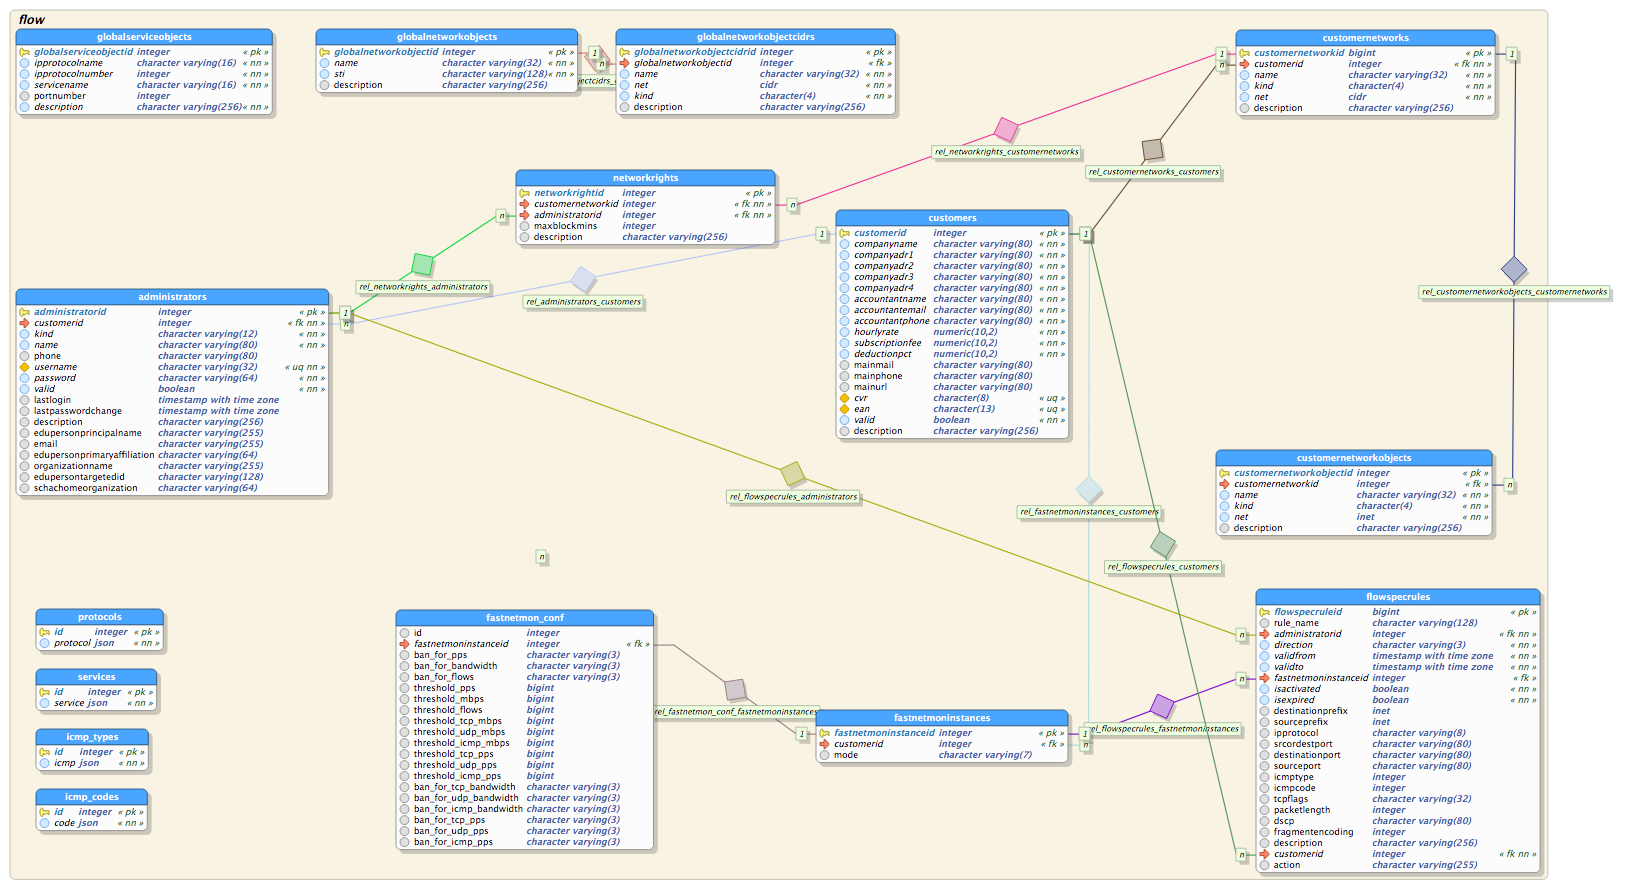 flow
globalserviceobjects
globalserviceobjectid integer « pk »
ipprotocolname character varying(16) « nn »
ipprotocolnumber integer « nn »
servicename character varying(16) « nn »
portnumber integer
description character varying(256) « nn »
globalnetworkobjects
globalnetworkobjectid integer « pk »
name character varying(32) « nn »
sti character varying(128) « nn »
description character varying(256)
1
n
jectcidrs_
globalnetworkobjectcidrs
globalnetworkobjectcidrid integer « pk »
globalnetworkobjectid integer « fk »
name character varying(32) « nn »
net cidr « nn »
kind character(4) « nn »
description character varying(256)
customernetworks
customernetworkid bigint « pk »
customerid integer « fk nn »
name character varying(32) « nn »
kind character(4) « nn »
net cidr « nn »
description character varying(256)
1
n
1
rel_networkrights_customernetworks
rel_customernetworks_customers
networkrights
networkrightid integer « pk »
customernetworkid integer « fk nn »
administratorid integer « fk nn »
maxblockmins integer
description character varying(256)
n
n
1
customers
customerid integer « pk »
companyname character varying(80) « nn »
companyadr1 character varying(80) « nn »
companyadr2 character varying(80) « nn »
companyadr3 character varying(80) « nn »
companyadr4 character varying(80) « nn »
accountantname character varying(80) « nn »
accountantemail character varying(80) « nn »
accountantphone character varying(80) « nn »
hourlyrate numeric(10,2) « nn »
subscriptionfee numeric(10,2) « nn »
deductionpct numeric(10,2) « nn »
mainmail character varying(80)
mainphone character varying(80)
mainurl character varying(80)
cvr character(8) « uq »
ean character(13) « uq »
valid boolean « nn »
description character varying(256)
1
rel_networkrights_administrators
rel_administrators_customers
rel_customernetworkobjects_customernetworks
administrators
administratorid integer « pk »
customerid integer « fk nn »
kind character varying(12) « nn »
name character varying(80) « nn »
phone character varying(80)
username character varying(32) « uq nn »
password character varying(64) « nn »
valid boolean « nn »
lastlogin timestamp with time zone
lastpasswordchange timestamp with time zone
description character varying(256)
edupersonprincipalname character varying(255)
email character varying(255)
edupersonprimaryaffiliation character varying(64)
organizationname character varying(255)
edupersontargetedid character varying(128)
schachomeorganization character varying(64)
1
n
customernetworkobjects
customernetworkobjectid integer « pk »
customernetworkid integer « fk »
name character varying(32) « nn »
kind character(4) « nn »
net inet « nn »
description character varying(256)
n
rel_flowspecrules_administrators
rel_fastnetmoninstances_customers
rel_flowspecrules_customers
n
protocols
id integer « pk »
protocol json « nn »
services
id integer « pk »
service json « nn »
icmp_types
id integer « pk »
icmp json « nn »
icmp_codes
id integer « pk »
code json « nn »
fastnetmon_conf
id integer
fastnetmoninstanceid integer « fk »
ban_for_pps character varying(3)
ban_for_bandwidth character varying(3)
ban_for_flows character varying(3)
threshold_pps bigint
threshold_mbps bigint
threshold_flows bigint
threshold_tcp_mbps bigint
threshold_udp_mbps bigint
threshold_icmp_mbps bigint
threshold_tcp_pps bigint
threshold_udp_pps bigint
threshold_icmp_pps bigint
ban_for_tcp_bandwidth character varying(3)
ban_for_udp_bandwidth character varying(3)
ban_for_icmp_bandwidth character varying(3)
ban_for_tcp_pps character varying(3)
ban_for_udp_pps character varying(3)
ban_for_icmp_pps character varying(3)
rel_fastnetmon_conf_fastnetmoninstances
1
fastnetmoninstances
fastnetmoninstanceid integer « pk »
customerid integer « fk »
mode character varying(7)
1
n
rel_flowspecrules_fastnetmoninstances
n
n
n
flowspecrules
flowspecruleid bigint « pk »
rule_name character varying(128)
administratorid integer « fk nn »
direction character varying(3) « nn »
validfrom timestamp with time zone « nn »
validto timestamp with time zone « nn »
fastnetmoninstanceid integer « fk »
isactivated boolean « nn »
isexpired boolean « nn »
destinationprefix inet
sourceprefix inet
ipprotocol character varying(8)
srcordestport character varying(80)
destinationport character varying(80)
sourceport character varying(80)
icmptype integer
icmpcode integer
tcpflags character varying(32)
packetlength integer
dscp character varying(80)
fragmentencoding integer
description character varying(256)
customerid integer « fk nn »
action character varying(255)